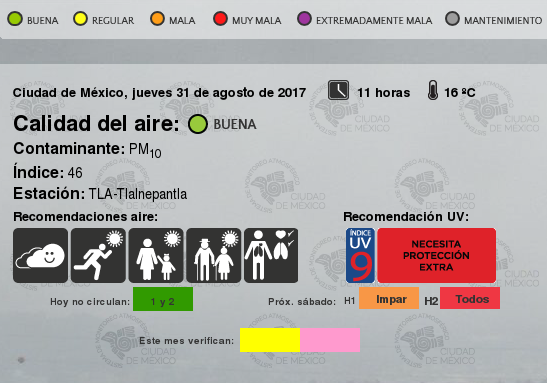 BUENA REGULAR MALA MUY MALA EXTREMADAMENTE MALA MANTENIMIENTO
Ciudad de México, jueves 31 de agosto de 2017 11 horas 16 ºC
Calidad del aire: BUENA
Contaminante: PM10
Índice: 46
Estación: TLA-Tlalnepantla
Recomendaciones aire: Recomendación UV:
ÍNDICE
UV
9
NECESITA
PROTECCIÓN
EXTRA
Hoy no circulan: 1 y 2 Próx. sábado: H1 Impar H2 Todos
Este mes verifican: